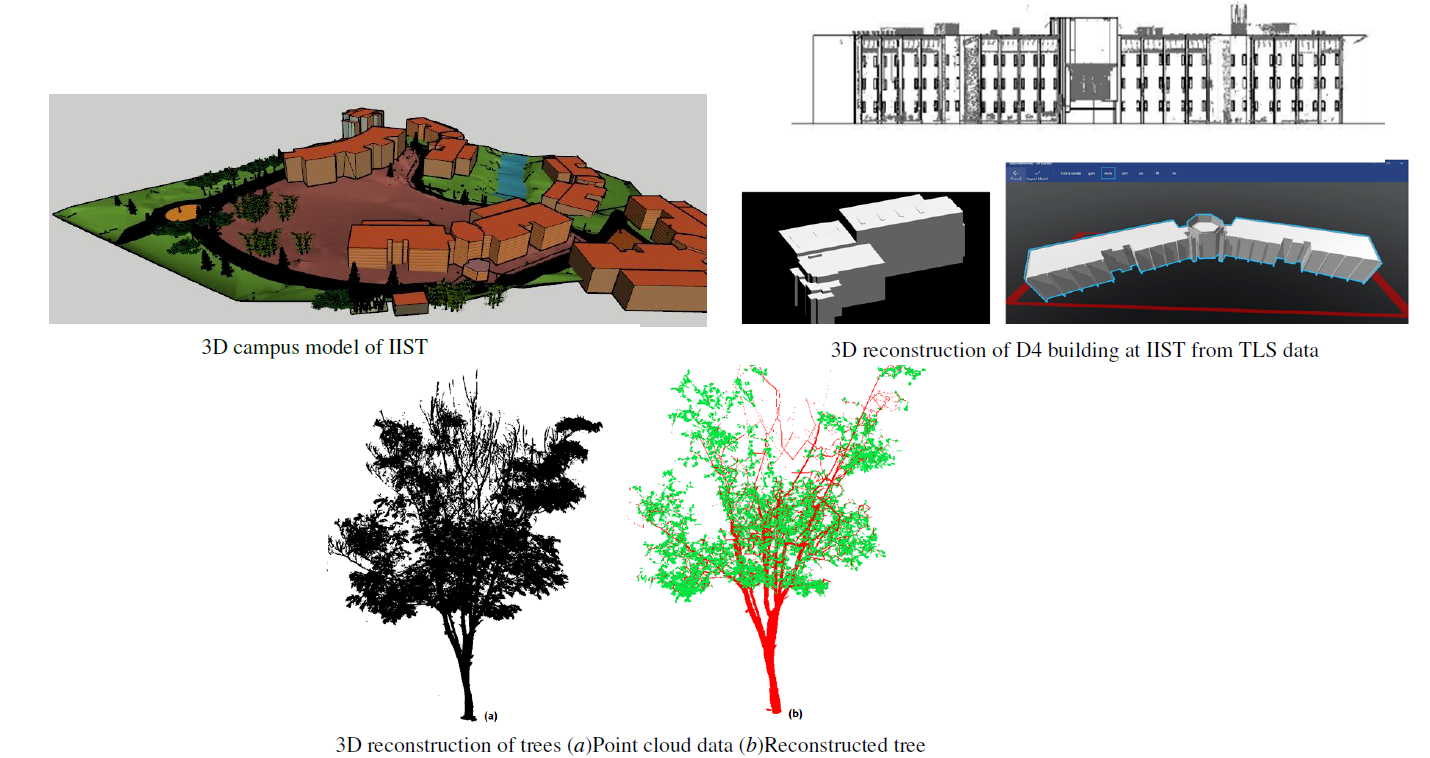 3D campus model of IIST
3D reconstruction of D4 building at IIST from TLS data
(a)
(b)
3D reconstruction of trees (a)Point cloud data (b)Reconstructed tree